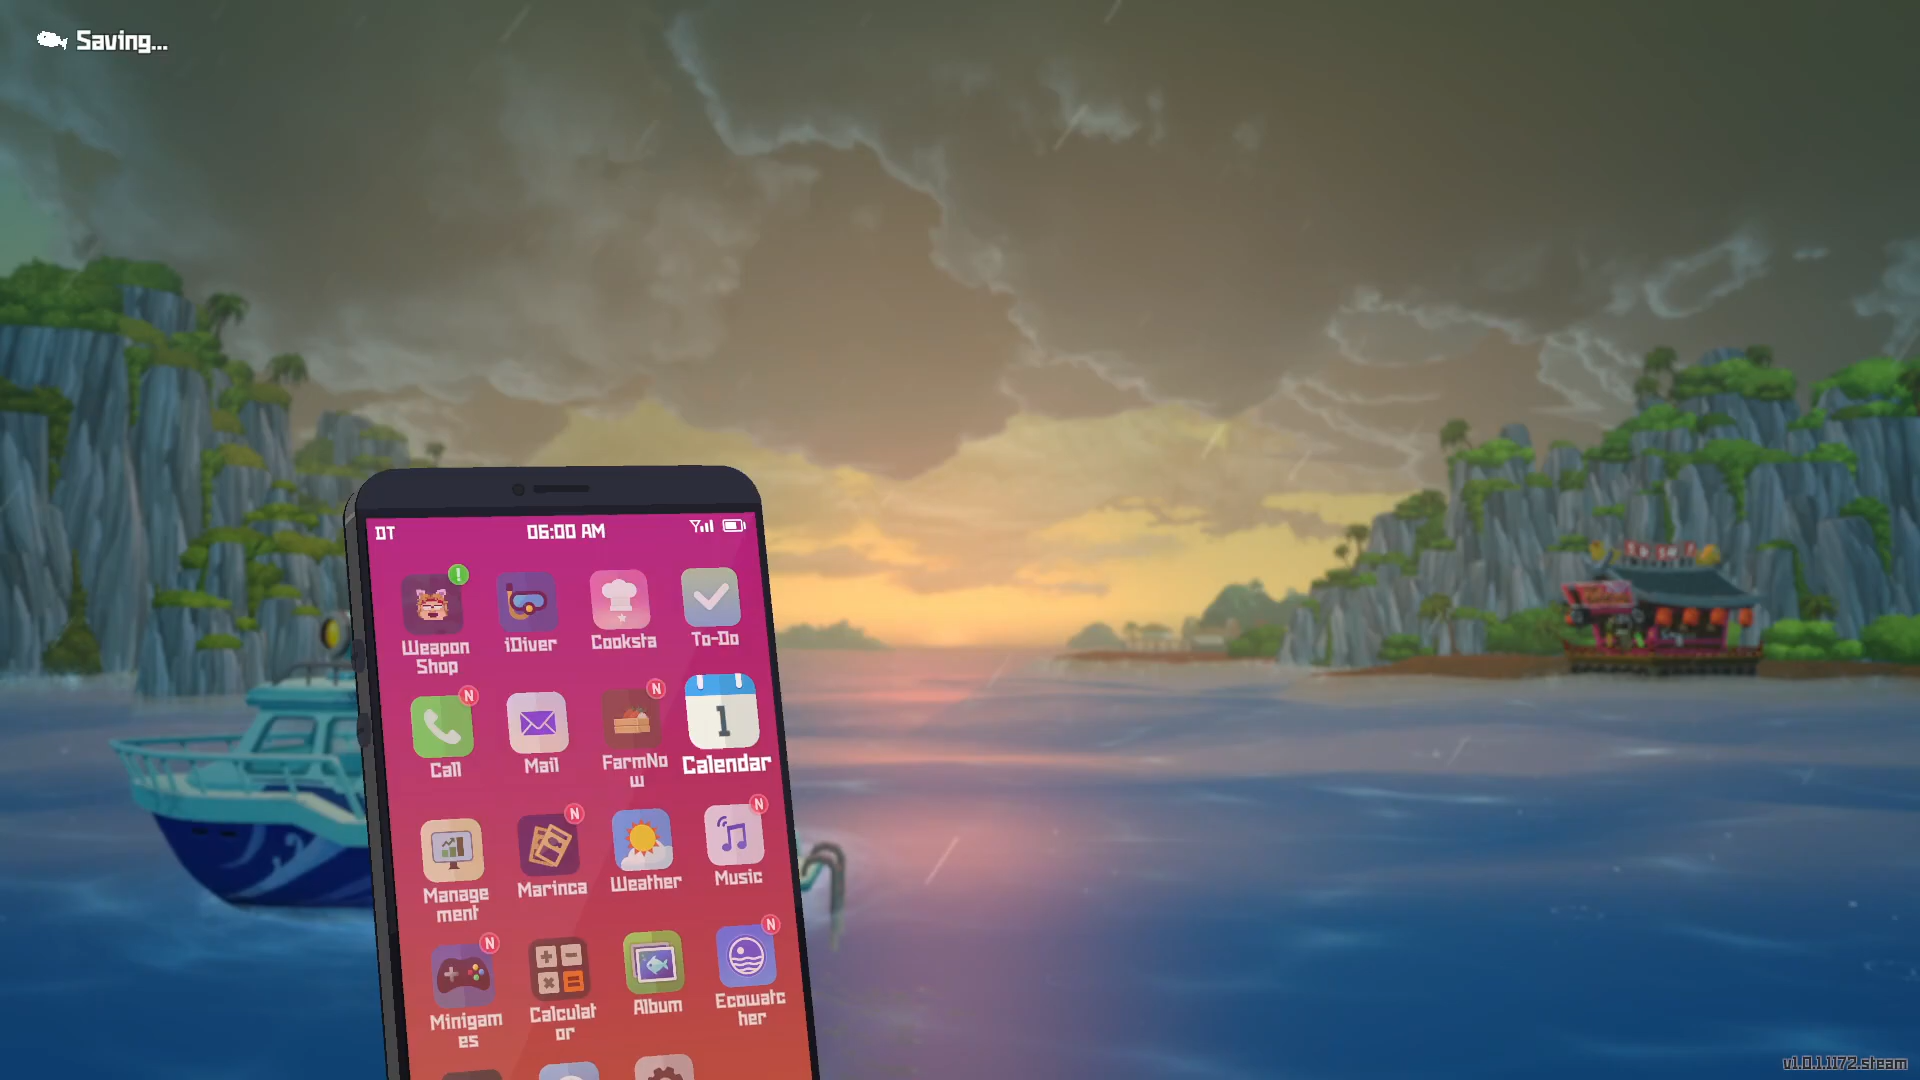 Saving...
DT
06:00 AM
Weapon
Shop
iDiver
Cooksta
To-Do
Call
Mail
FarmNo
w
1
Calendar
Manage
ment
Marinca
Weather
Music
Minigam
es
Calculat
or
Album
Ecowatc
her
v1.0.1.1172.steam